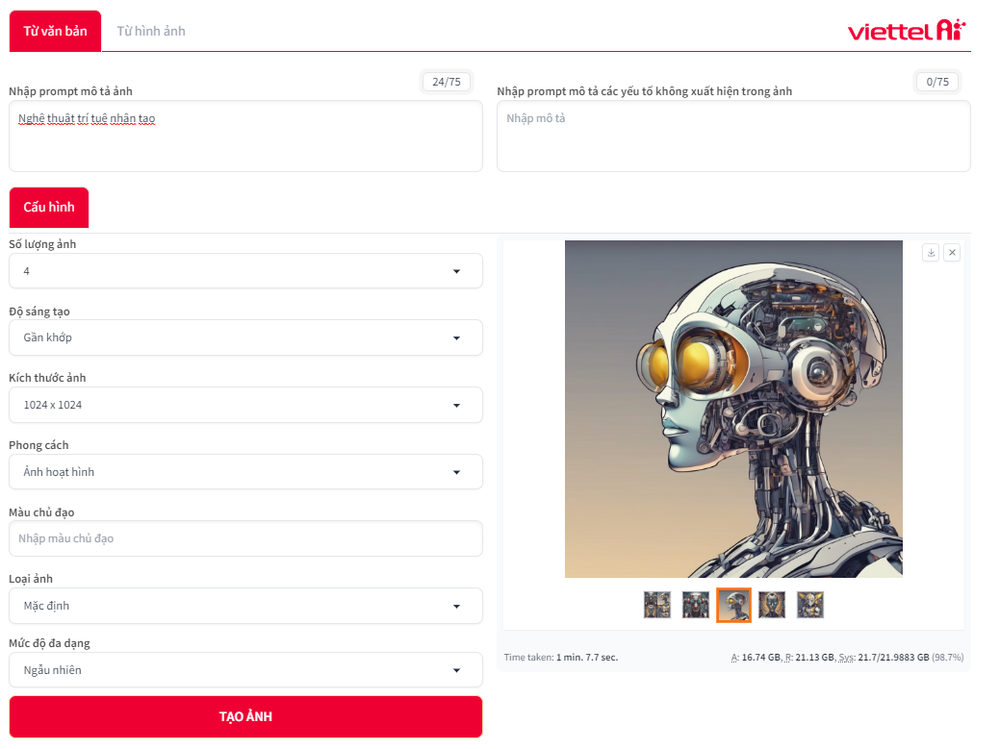 Từ văn bản
Từ hình ảnh
viettel Ai
Nhập prompt mô tả ảnh
24/75
Nghệ thuật trí tuệ nhân tạo
Nhập prompt mô tả các yếu tố không xuất hiện trong ảnh
0/75
Nhập mô tả
Cấu hình
Số lượng ảnh
4
Độ sáng tạo
Gần khớp
Kích thước ảnh
1024 x 1024
Phong cách
Ảnh hoạt hình
Màu chủ đạo
Nhập màu chủ đạo
Loại ảnh
Mặc định
Mức độ đa dạng
Ngẫu nhiên
TẠO ẢNH
Time taken: 1 min. 7.7 sec.
A: 16.74 GB, R: 21.13 GB, Sys: 21.7/21.9883 GB (98.7%)